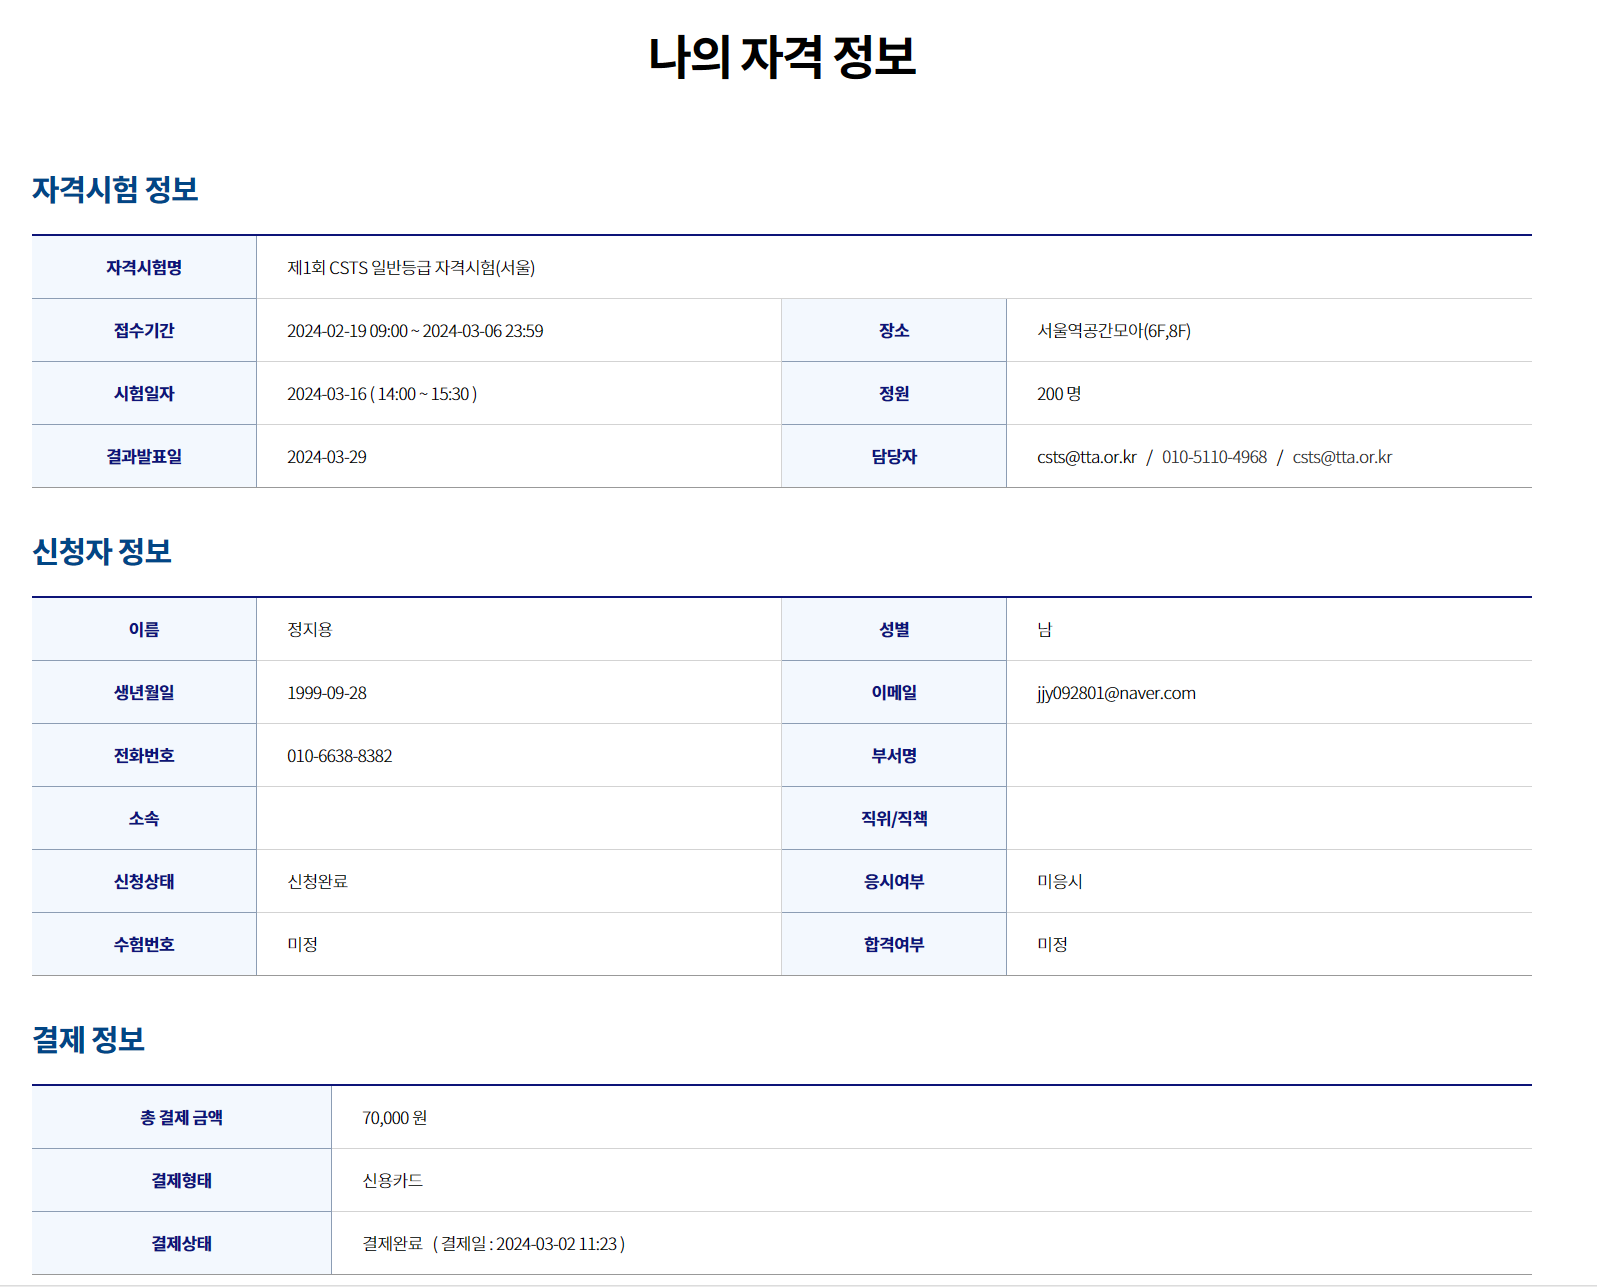 나의 자격 정보
자격시험 정보
자격시험명 제1회 CSTS 일반등급 자격시험(서울)
접수기간 2024-02-19 09:00 ~ 2024-03-06 23:59 장소 서울역공간모아(6F,8F)
시험일자 2024-03-16 ( 14:00 ~ 15:30 ) 정원 200 명
결과발표일 2024-03-29 담당자 csts@tta.or.kr / 010-5110-4968 / csts@tta.or.kr
신청자 정보
이름 정지용 성별 남
생년월일 1999-09-28 이메일 jjy092801@naver.com
전화번호 010-6638-8382 부서명
소속 직위/직책
신청상태 신청완료 응시여부 미응시
수험번호 미정 합격여부 미정
결제 정보
총 결제 금액 70,000 원
결제형태 신용카드
결제상태 결제완료 ( 결제일 : 2024-03-02 11:23 )